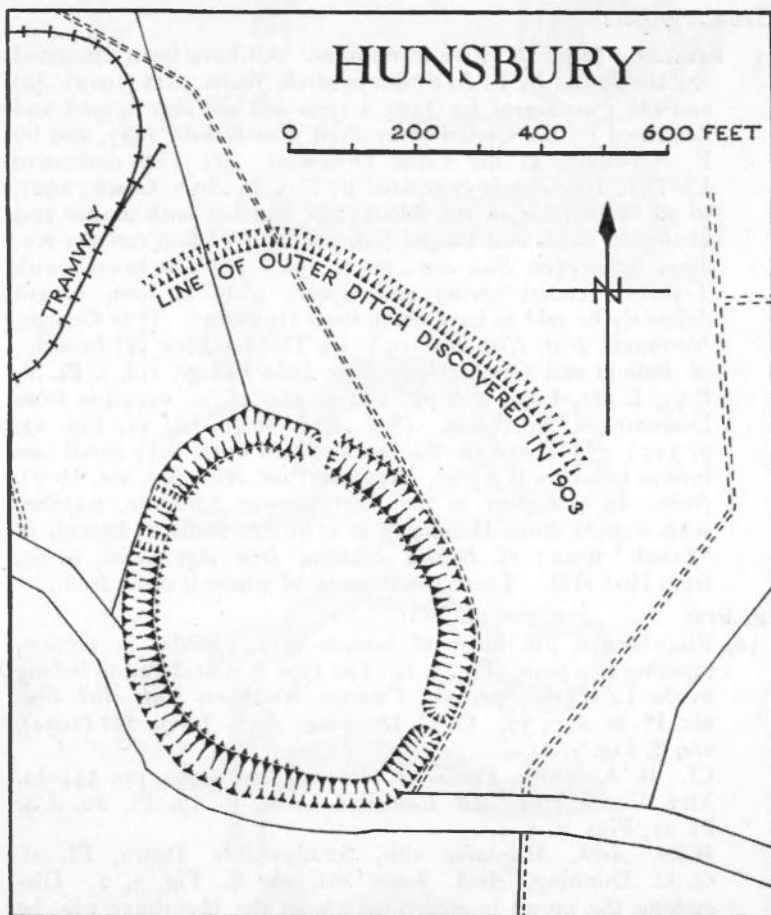 HUNSBURY
0 200 400 600 FEET
TRAMWAY
LINE OF OUTER DITCH DISCOVERED IN 1903
N